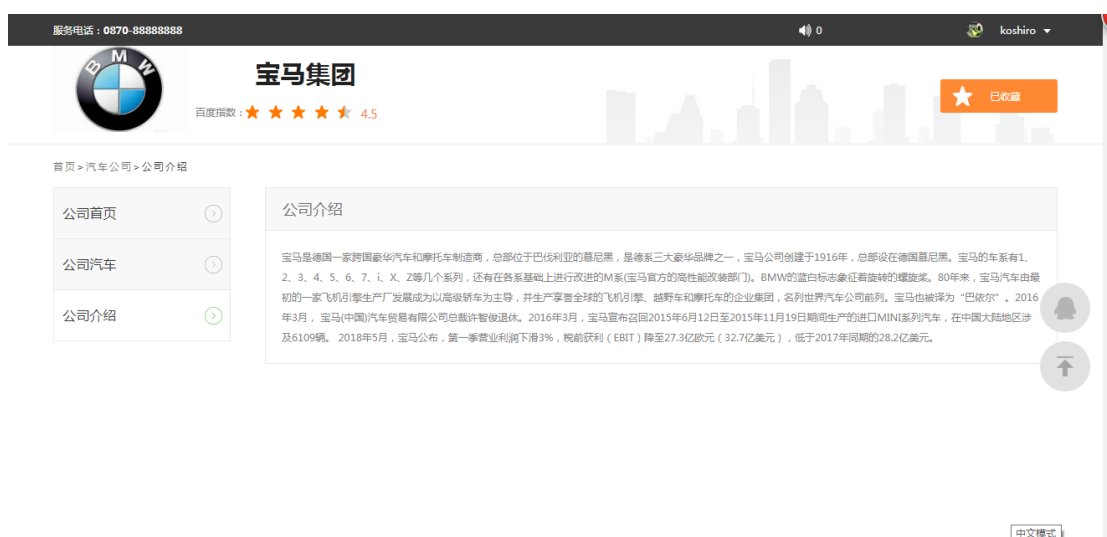 服务电话：0870-88888888
0
koshiro
BMW
宝马集团
百度指数：
4.5
已收藏
首页>汽车公司>公司介绍
公司首页
公司汽车
公司介绍
公司介绍
宝马是德国一家跨国豪华汽车和摩托车制造商，总部位于巴伐利亚的慕尼黑，是德系三大豪华品牌之一，宝马公司创建于1916年，总部设在德国慕尼黑。宝马的车系有1、
2、3、4、5、6、7、i、X、Z等几个系列，还有在各系基础上进行改进的M系(宝马官方的高性能改装部门)。BMW的蓝白标志象征着旋转的螺旋桨。80年来，宝马汽车由最
初的一家飞机引擎生产厂发展成为以高级轿车为主导，并生产享誉全球的飞机引擎、越野车和摩托车的企业集团，名列世界汽车公司前列。宝马也被译为“巴依尔”。2016
年3月， 宝马(中国)汽车贸易有限公司总裁许智俊退休。2016年3月，宝马宣布召回2015年6月12日至2015年11月19日期间生产的进口MINI系列汽车，在中国大陆地区涉
及6109辆。 2018年5月，宝马公布，第一季营业利润下滑3%，税前获利（EBIT）降至27.3亿欧元（32.7亿美元），低于2017年同期的28.2亿美元。
中文模式